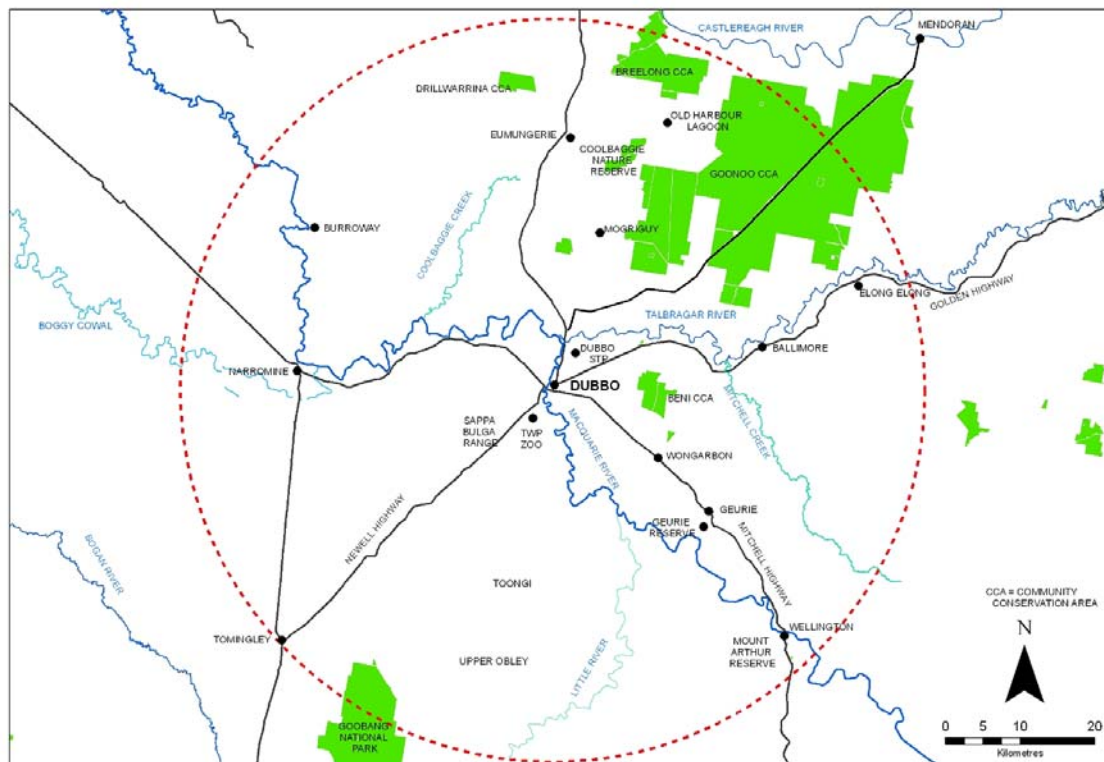 CASTLEREAGH RIVER
MENDORAN
BREELONG CCA
DRILLWARRINA CCA
OLD HARBOUR
LAGOON
EUMUNGERIE
COOLBAGGIE
NATURE
RESERVE
GOONOO CCA
COOLBAGGIE CREEK
BURROWAY
MOGRIGUY
ELONG ELONG
GOLDEN HIGHWAY
TALBRAGAR RIVER
BOGGY COWAL
BALLIMORE
DUBBO
STP
NARROMINE
DUBBO
BENI CCA
MITCHELL CREEK
SAPPA
BULGA
RANGE
TWP
ZOO
MACQUARIE RIVER
WONGARBON
NEWELL HIGHWAY
GEURIE
GEURIE
RESERVE
MITCHELL HIGHWAY
BOGAN RIVER
TOONGI
CCA = COMMUNITY
CONSERVATION AREA
N
TOMINGLEY
WELLINGTON
MOUNT
ARTHUR
RESERVE
UPPER OBLEY
LITTLE RIVER
GOOBANG
NATIONAL
PARK
0 5 10 20
Kilometres